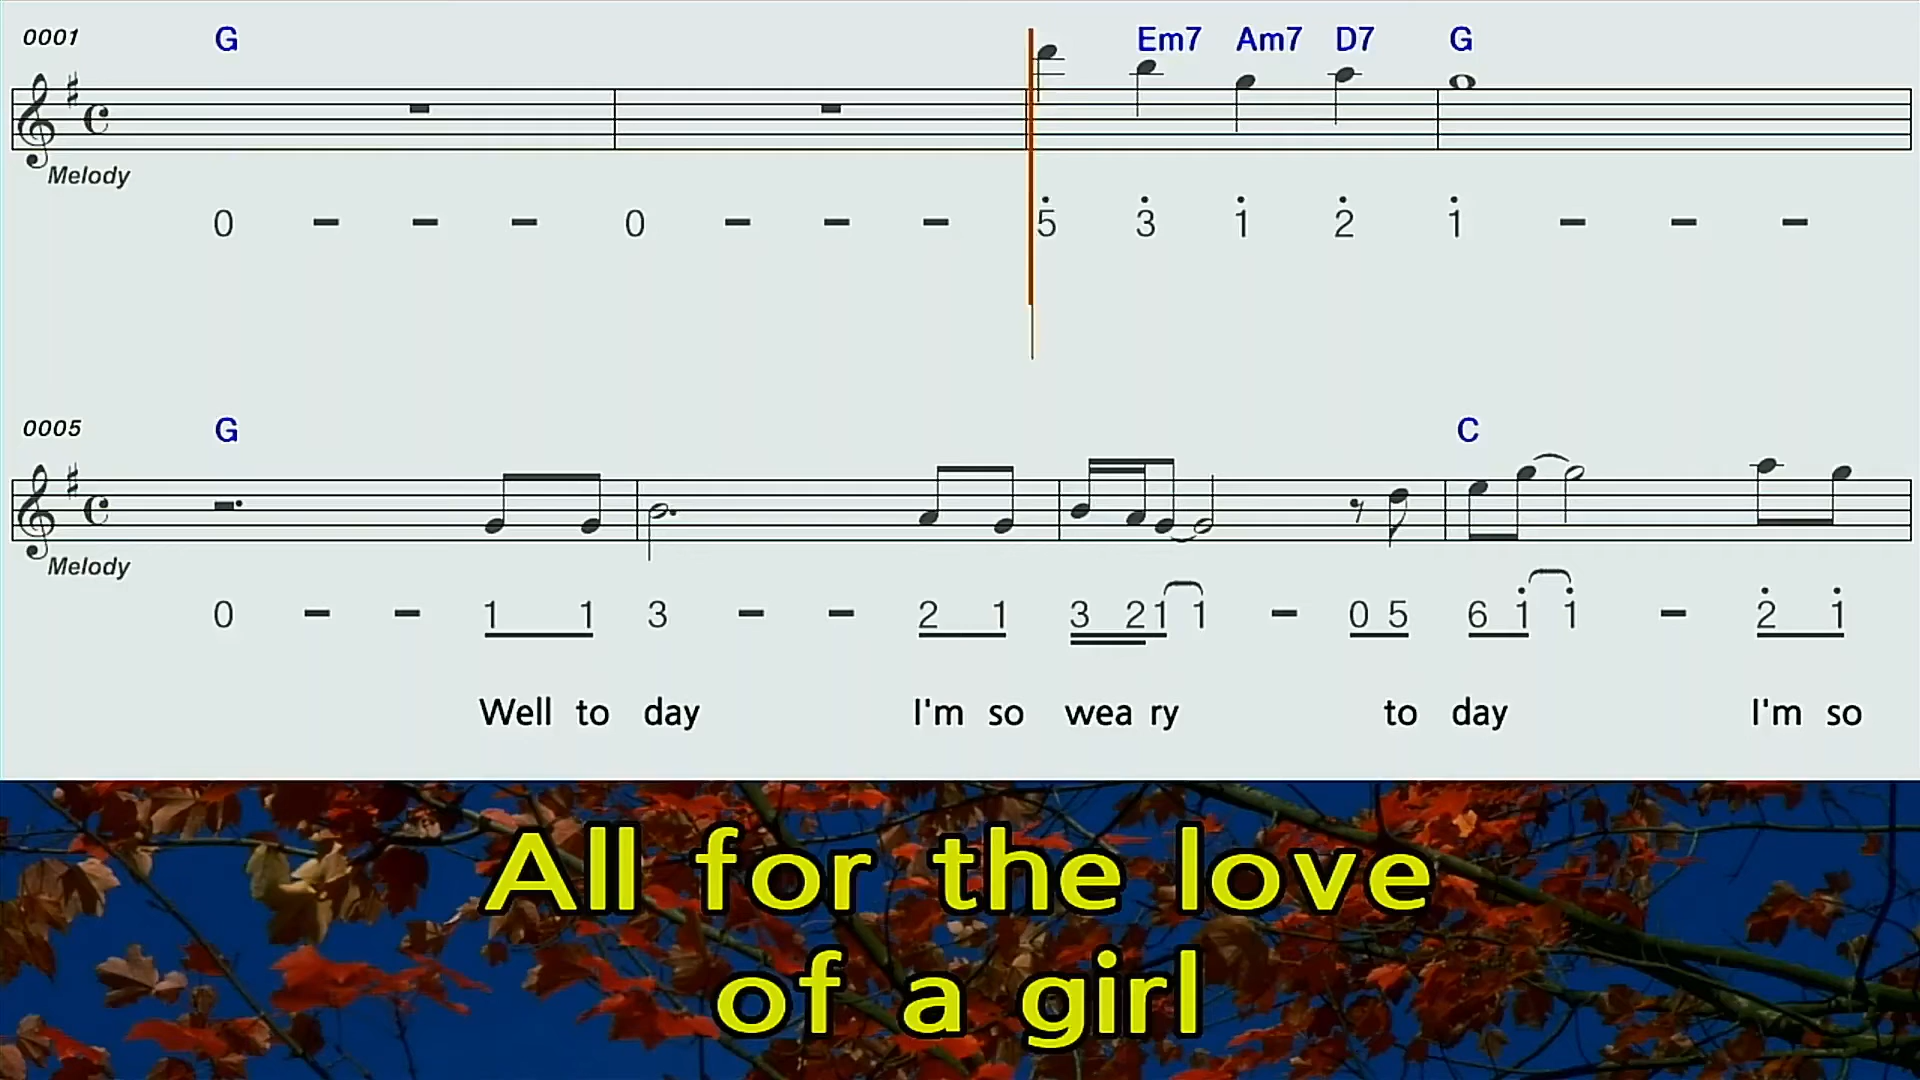 0001 G Em7 Am7 D7 G
Melody
0 - - - 0 - - - 5 3 1 2 1 - - -
0005 G C
Melody
0 - - 1 1 3 - - 2 1 3 2 1 1 - 0 5 6 1 1 - 2 1
Well to day I'm so wea ry to day I'm so
All for the love
of a girl